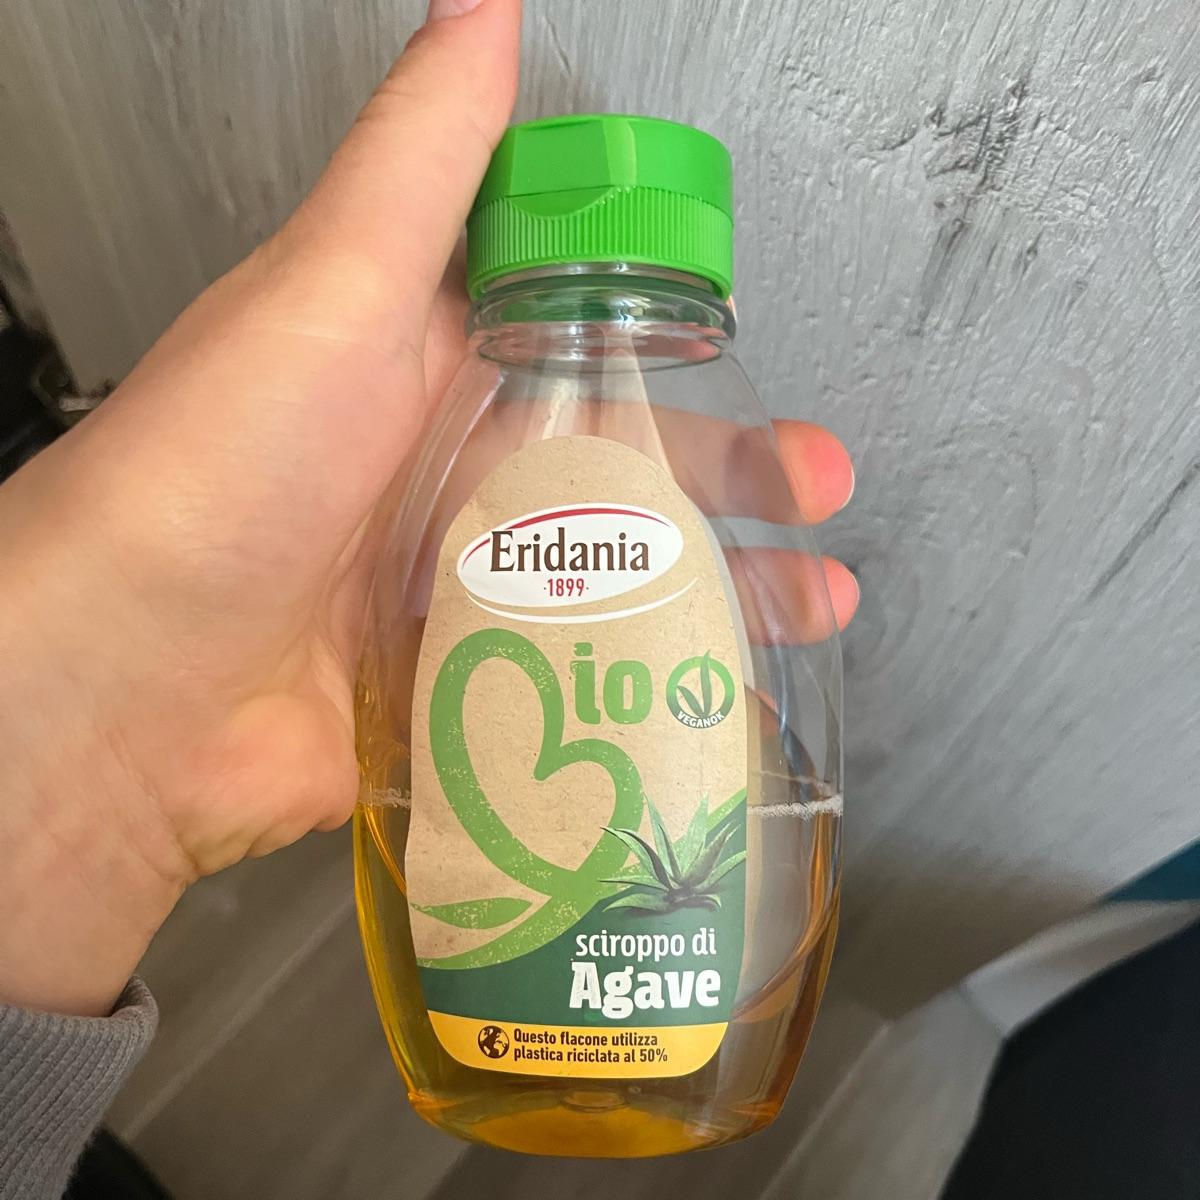 Eridania
·1899·
Bio
VEGANOK
sciroppo di
Agave
Questo flacone utilizza
plastica riciclata al 50%